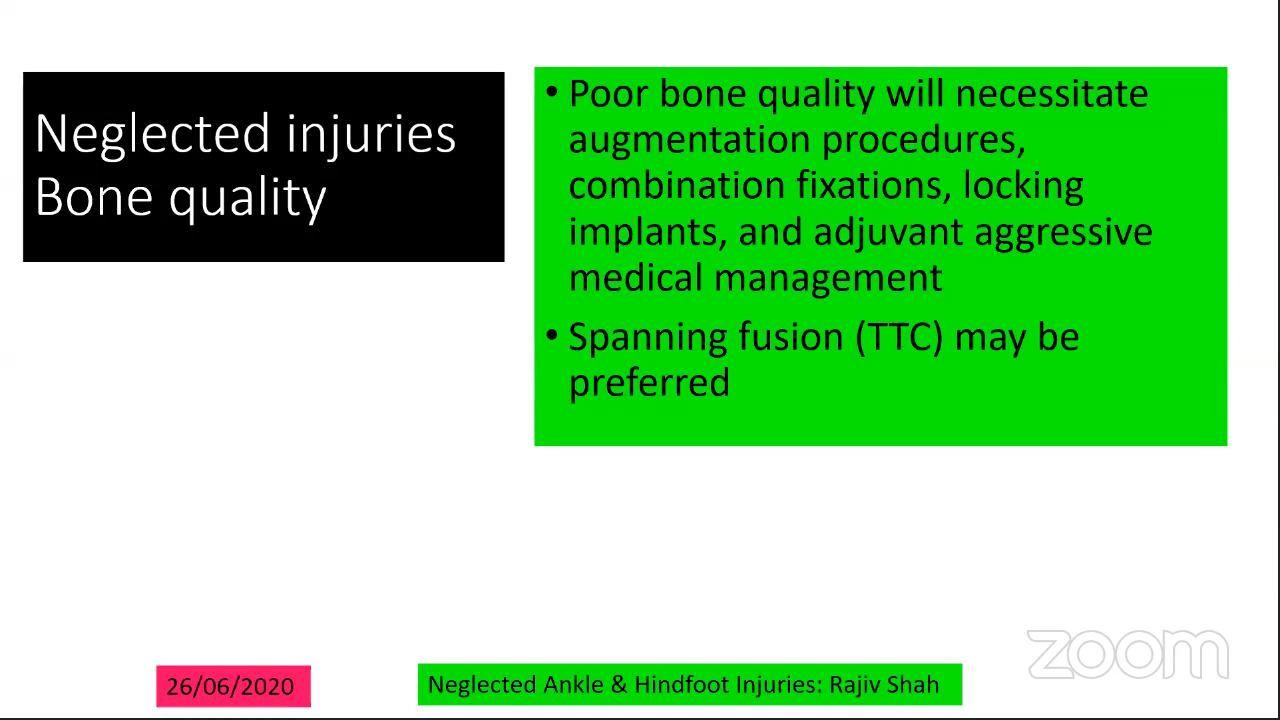 Neglected injuries
Bone quality
• Poor bone quality will necessitate
augmentation procedures,
combination fixations, locking
implants, and adjuvant aggressive
medical management
• Spanning fusion (TTC) may be
preferred
zoom
26/06/2020
Neglected Ankle & Hindfoot Injuries: Rajiv Shah